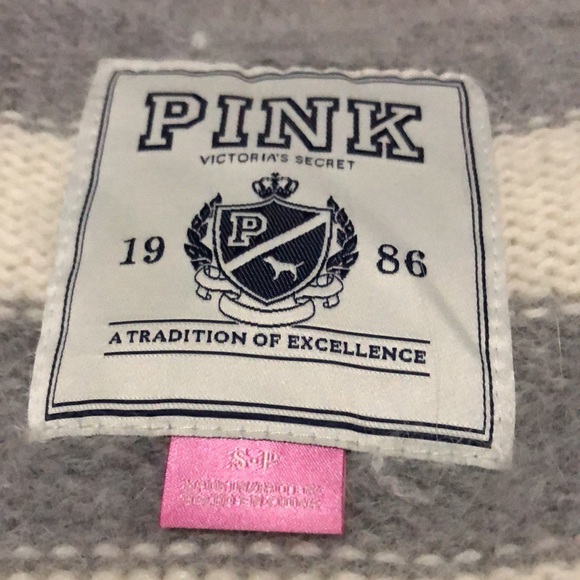 PINK
VICTORIA'S SECRET
P
19 86
A TRADITION OF EXCELLENCE
S-P